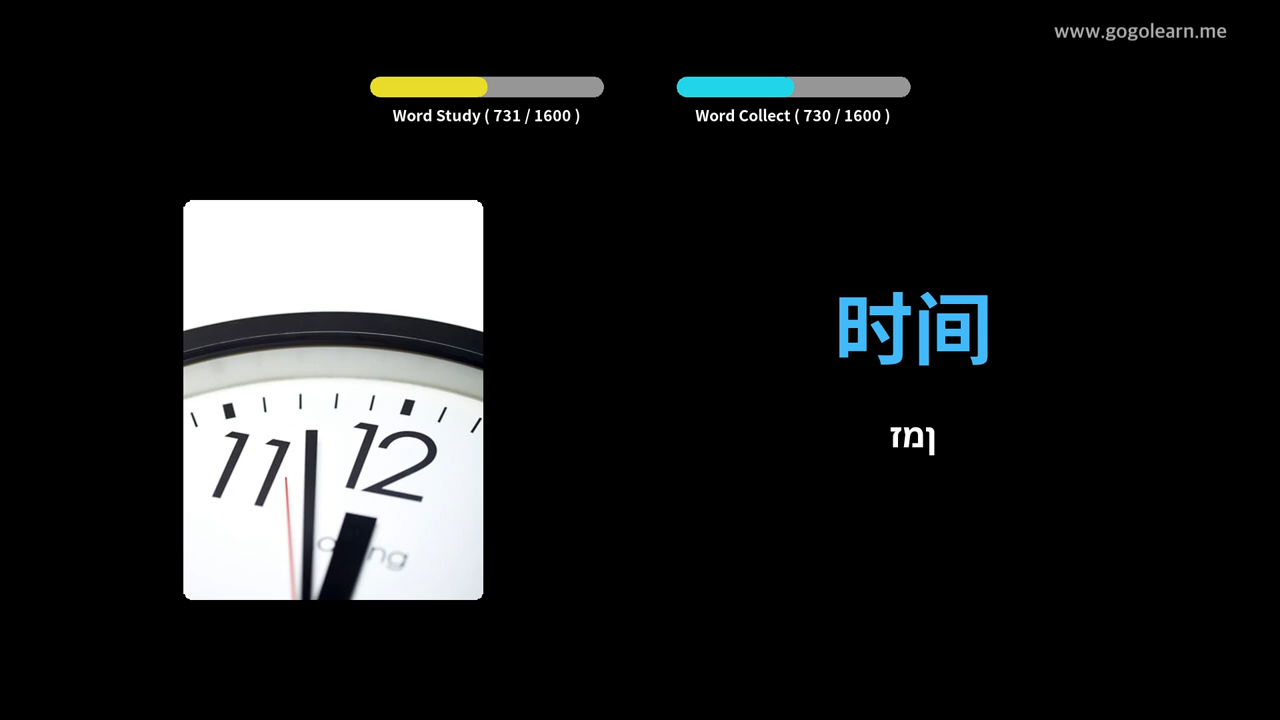 www.gogolearn.me
Word Study ( 731 / 1600 )
Word Collect ( 730 / 1600 )
11 12
时间
זמן